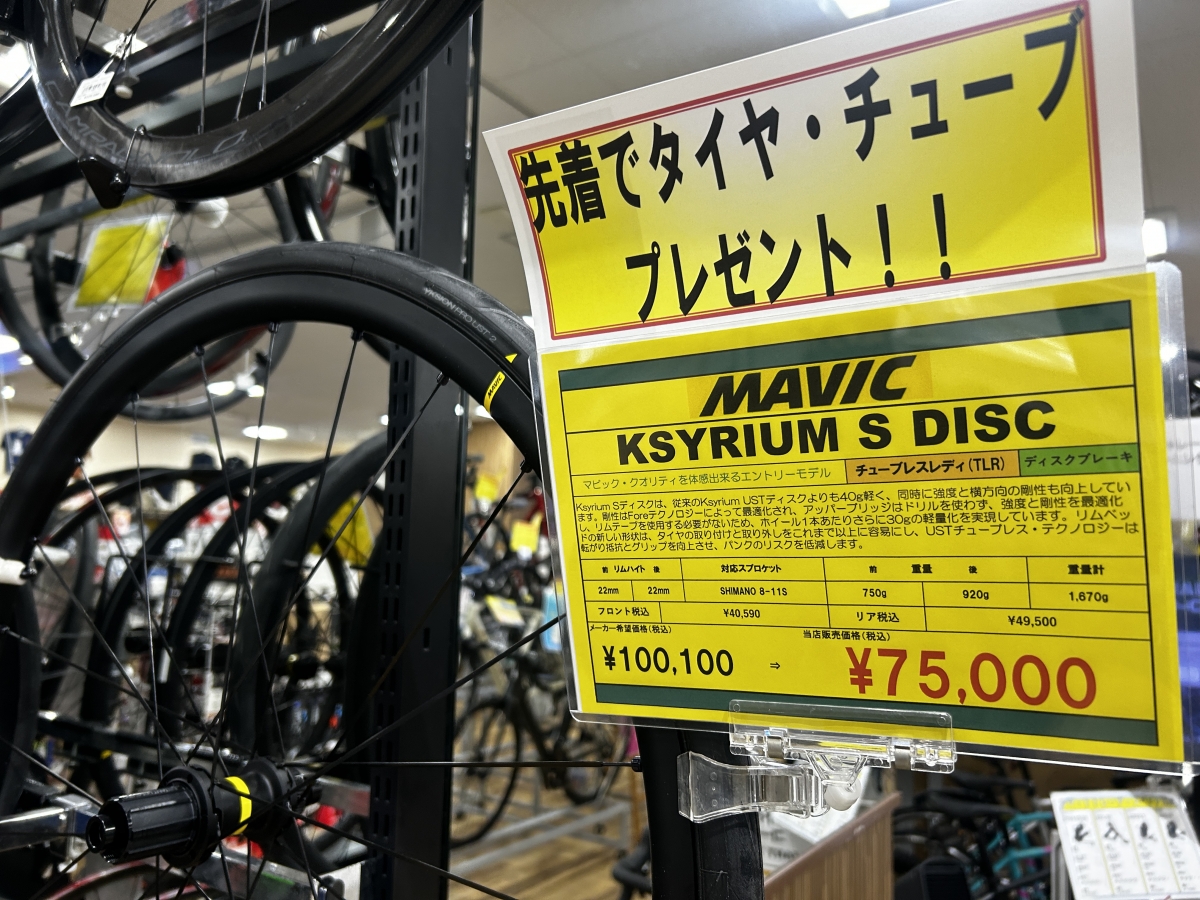 先着でタイヤ・チューブ
プレゼント！！
MAVIC
KSYRIUM S DISC
マビック・クオリティを体感出来るエントリーモデル
チューブレスレディ(TLR)
ディスクブレーキ
Ksyrium Sディスクは、従来のKsyrium USTディスクよりも40g軽く、同時に強度と横方向の剛性も向上してい
ます。剛性はForeテクノロジーによって最適化され、アッパーブリッジはドリルを使わず、強度と剛性を最適化
し、リムテープを使用する必要がないため、ホイール1本あたりさらに30gの軽量化を実現しています。リムベッ
ドの新しい形状は、タイヤの取り付けと取り外しをこれまで以上に容易にし、USTチューブレス・テクノロジーは
転がり抵抗とグリップを向上させ、パンクのリスクを低減します。
前 リムハイト 後 対応スプロケット 前 重量 後 重量計
22mm 22mm SHIMANO 8-11S 750g 920g 1,670g
フロント税込 ¥40,590 リア税込 ¥49,500
メーカー希望価格(税込) 当店販売価格(税込)
¥100,100 ⇒ ¥75,000
YKSION PRO UST 2
MAVIC